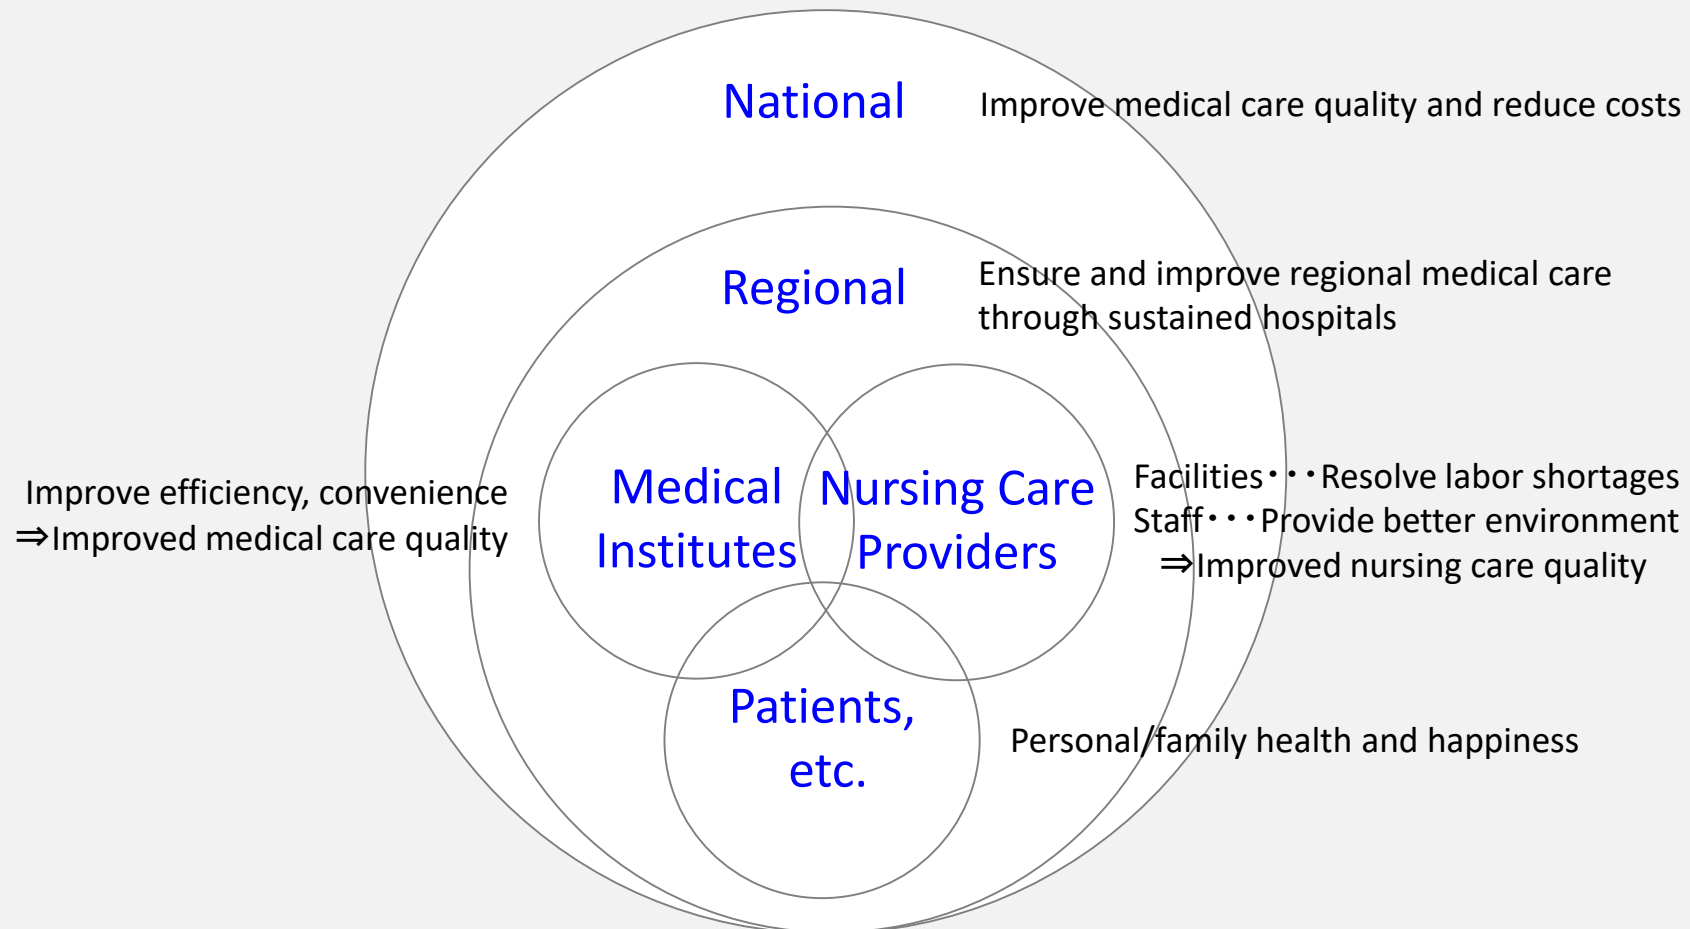 National
Improve medical care quality and reduce costs
Regional
Ensure and improve regional medical care
through sustained hospitals
Improve efficiency, convenience
⇒Improved medical care quality
Medical
Institutes
Nursing Care
Providers
Facilities・・・Resolve labor shortages
Staff・・・Provide better environment
⇒Improved nursing care quality
Patients,
etc.
Personal/family health and happiness